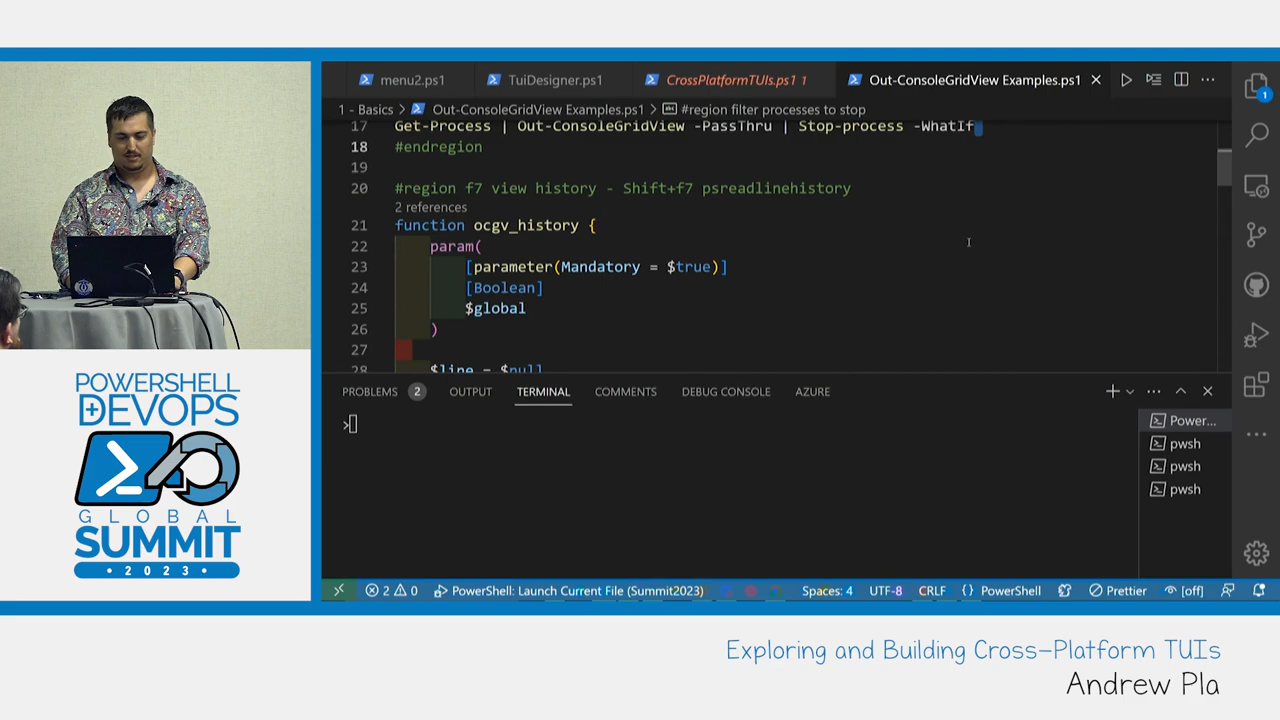 menu2.ps1
TuiDesigner.ps1
CrossPlatformTUIs.ps1 1
Out-ConsoleGridView Examples.ps1
1 - Basics > Out-ConsoleGridView Examples.ps1 > #region filter processes to stop
17 Get-Process | Out-ConsoleGridView -PassThru | Stop-process -WhatIf
18 #endregion
19
20 #region f7 view history - Shift+f7 psreadlinehistory
2 references
21 function ocgv_history {
22 param(
23 [parameter(Mandatory = $true)]
24 [Boolean]
25 $global
26 )
27
28 $line = $null
PROBLEMS 2 OUTPUT TERMINAL COMMENTS DEBUG CONSOLE AZURE
>
Power...
pwsh
pwsh
pwsh
1
2 0 PowerShell: Launch Current File (Summit2023) Spaces: 4 UTF-8 CRLF {} PowerShell Prettier [off]
POWERSHELL
+DEVOPS
GLOBAL
SUMMIT
• 2 0 2 3 •
Exploring and Building Cross-Platform TUIs
Andrew Pla